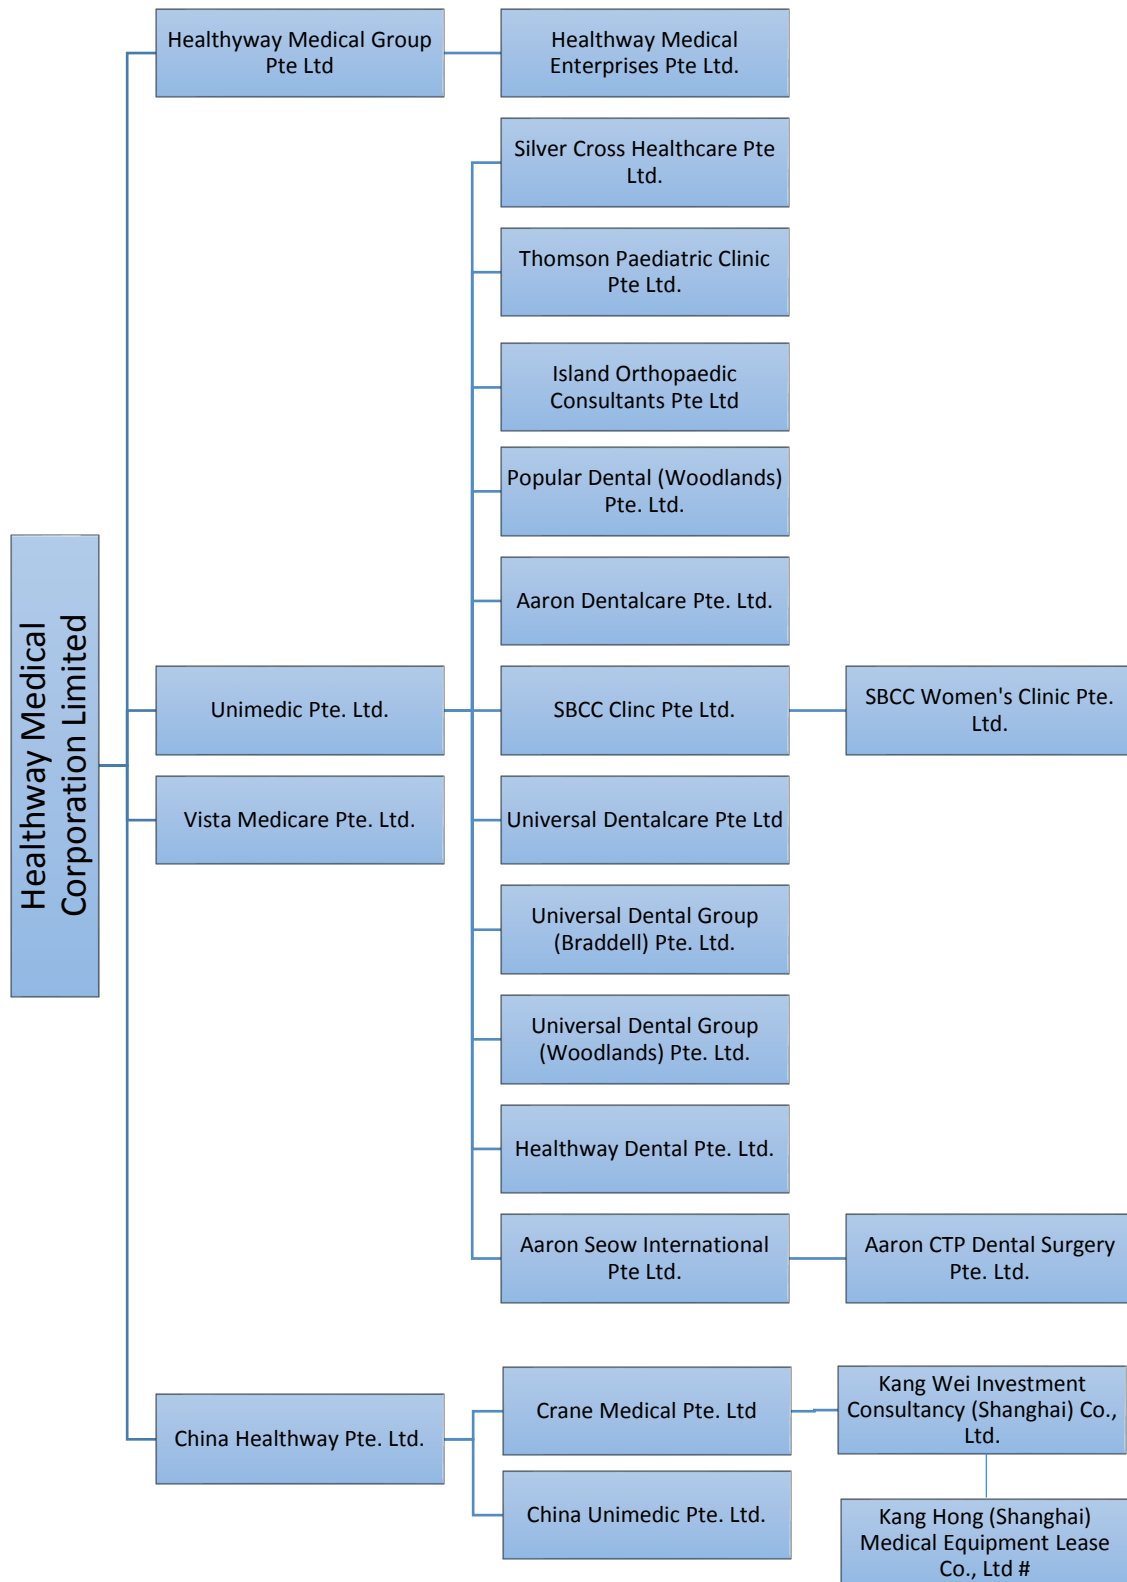 Healthway Medical
Corporation Limited
Healthyway Medical Group
Pte Ltd
Healthway Medical
Enterprises Pte Ltd.
Unimedic Pte. Ltd.
Silver Cross Healthcare Pte
Ltd.
Thomson Paediatric Clinic
Pte Ltd.
Island Orthopaedic
Consultants Pte Ltd
Popular Dental (Woodlands)
Pte. Ltd.
Aaron Dentalcare Pte. Ltd.
SBCC Clinc Pte Ltd.
SBCC Women's Clinic Pte.
Ltd.
Universal Dentalcare Pte Ltd
Universal Dental Group
(Braddell) Pte. Ltd.
Universal Dental Group
(Woodlands) Pte. Ltd.
Healthway Dental Pte. Ltd.
Aaron Seow International
Pte Ltd.
Aaron CTP Dental Surgery
Pte. Ltd.
Vista Medicare Pte. Ltd.
China Healthway Pte. Ltd.
Crane Medical Pte. Ltd
Kang Wei Investment
Consultancy (Shanghai) Co.,
Ltd.
Kang Hong (Shanghai)
Medical Equipment Lease
Co., Ltd #
China Unimedic Pte. Ltd.